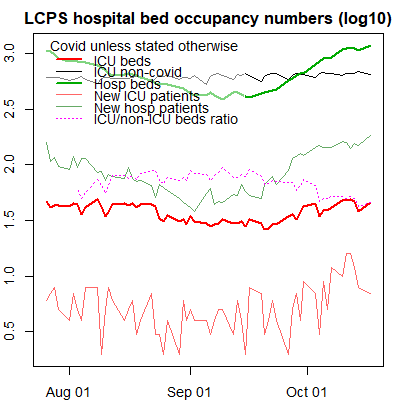 LCPS hospital bed occupancy numbers (log10)
Covid unless stated otherwise
ICU beds
ICU non-covid
Hosp beds
New ICU patients
New hosp patients
ICU/non-ICU beds ratio
3.0
2.5
2.0
1.5
1.0
0.5
Aug 01
Sep 01
Oct 01